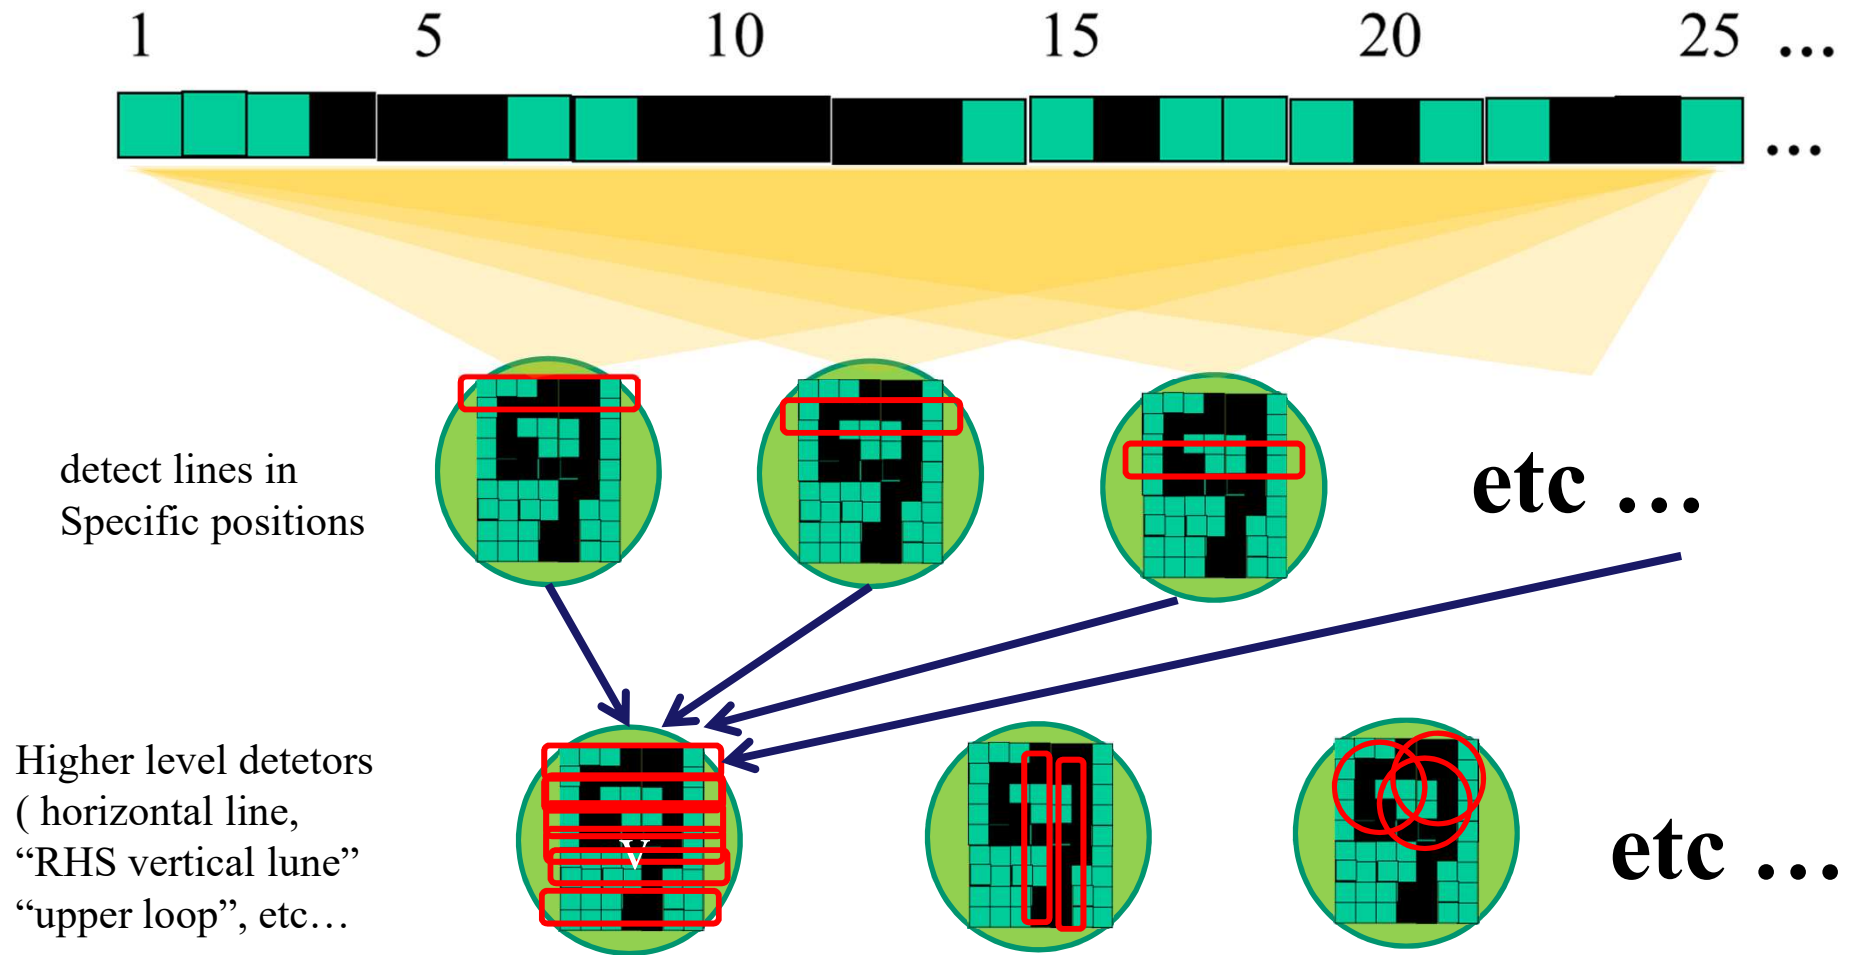 1 5 10 15 20 25 ...
...
detect lines in
Specific positions
etc …
Higher level detetors
( horizontal line,
“RHS vertical lune”
“upper loop”, etc…
v
etc …